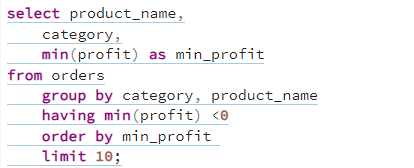 select product_name,
    category,
    min(profit) as min_profit
from orders
    group by category, product_name
    having min(profit) <0
    order by min_profit
    limit 10;